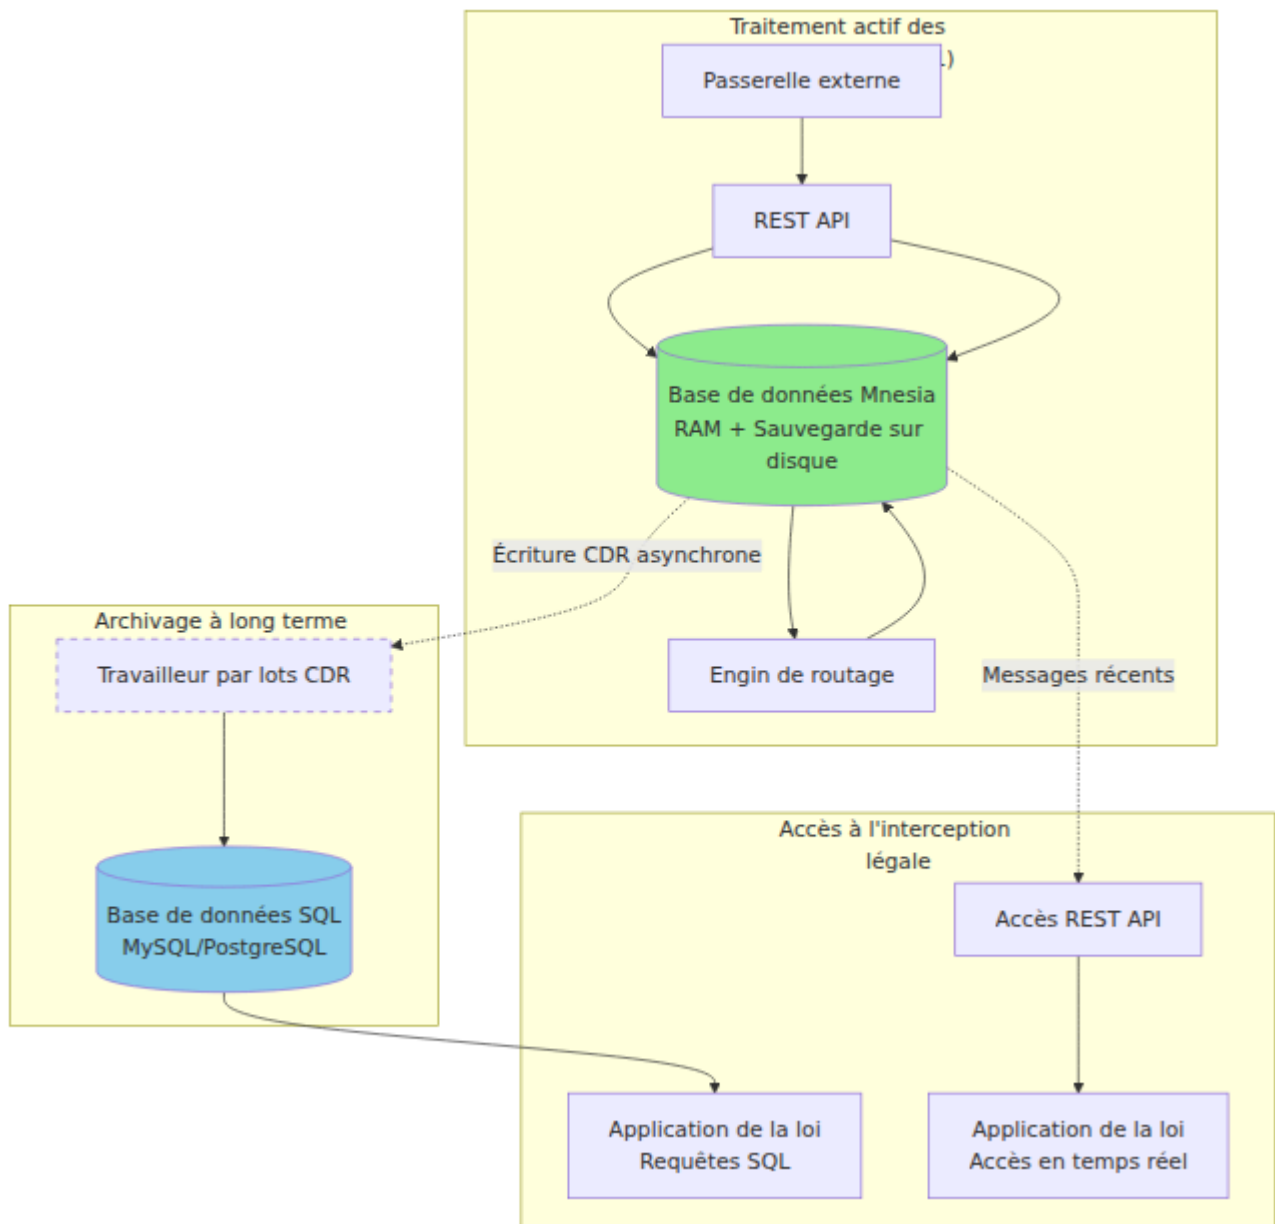 Traitement actif des
Passerelle externe
REST API
Base de données Mnesia
RAM + Sauvegarde sur
disque
Écriture CDR asynchrone
Engin de routage
Messages récents
Archivage à long terme
Travailleur par lots CDR
Base de données SQL
MySQL/PostgreSQL
Accès à l'interception
légale
Accès REST API
Application de la loi
Requêtes SQL
Application de la loi
Accès en temps réel